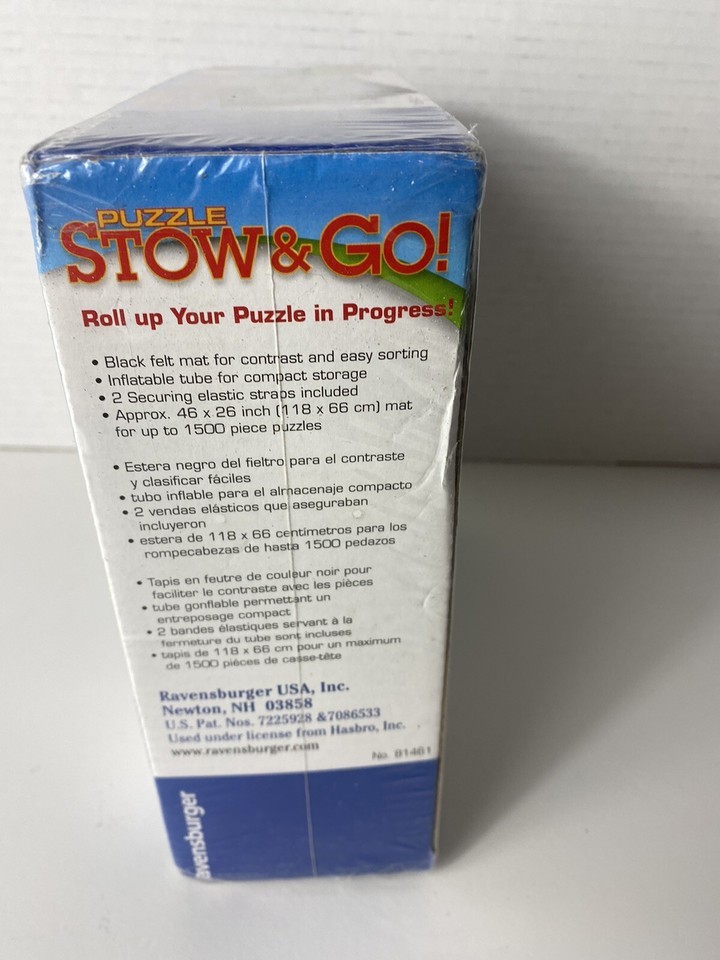 PUZZLE
STOW & GO!
Roll up Your Puzzle in Progress!
• Black felt mat for contrast and easy sorting
• Inflatable tube for compact storage
• 2 Securing elastic straps included
• Approx. 46 x 26 inch (118 x 66 cm) mat
for up to 1500 piece puzzles
• Estera negro del fieltro para el contraste
y clasificar fáciles
• tubo inflable para el almacenaje compacto
• 2 vendas elásticos que aseguraban
incluyeron
• estera de 118 x 66 centimetros para los
rompecabezas de hasta 1500 pedazos
• Tapis en feutre de couleur noir pour
faciliter le contraste avec les pièces
• tube gonflable permettant un
entreposage compact
• 2 bandes élastiques servant à la
fermeture du tube sont incluses
• tapis de 118 x 66 cm pour un maximum
de 1500 pièces de casse-tête
Ravensburger USA, Inc.
Newton, NH 03858
U.S. Pat. Nos. 7225928 & 7086533
Used under license from Hasbro, Inc.
www.ravensburger.com
No. 81461
avensburger